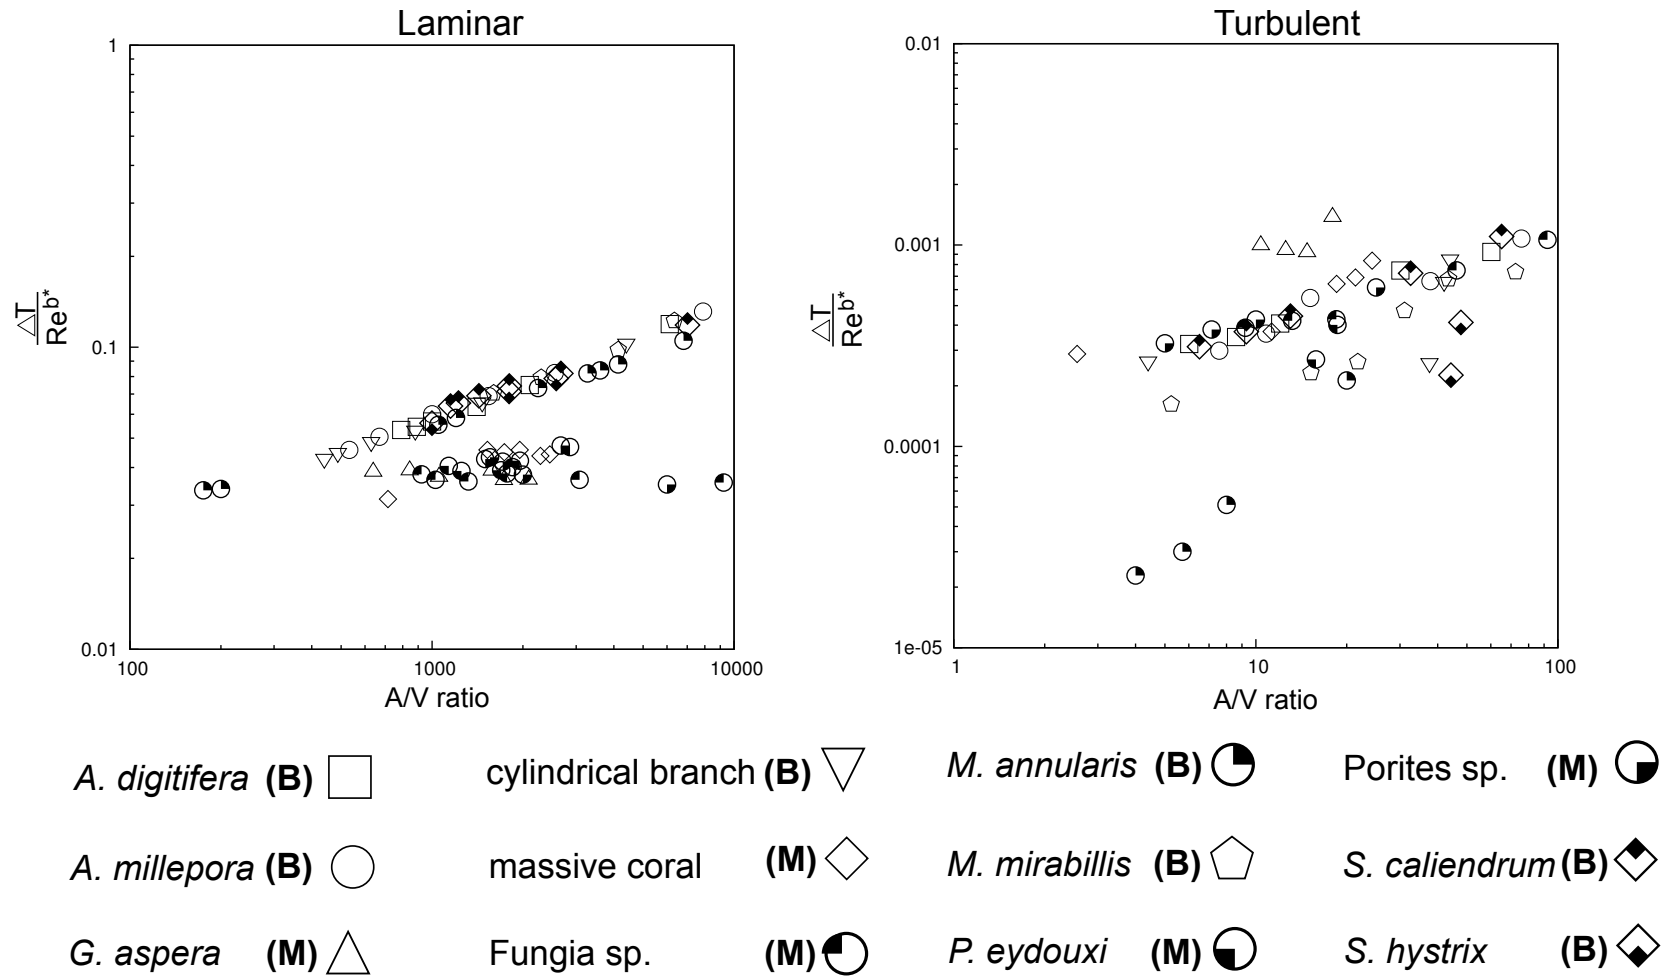 Laminar
Turbulent
1
0.1
0.01
100
1000
10000
A/V ratio
ΔT
Re^b*
0.01
0.001
0.0001
1e-05
1
10
100
A/V ratio
ΔT
Re^b*
A. digitifera (B)
cylindrical branch (B)
M. annularis (B)
Porites sp. (M)
A. millepora (B)
massive coral (M)
M. mirabillis (B)
S. caliendrum (B)
G. aspera (M)
Fungia sp. (M)
P. eydouxi (M)
S. hystrix (B)